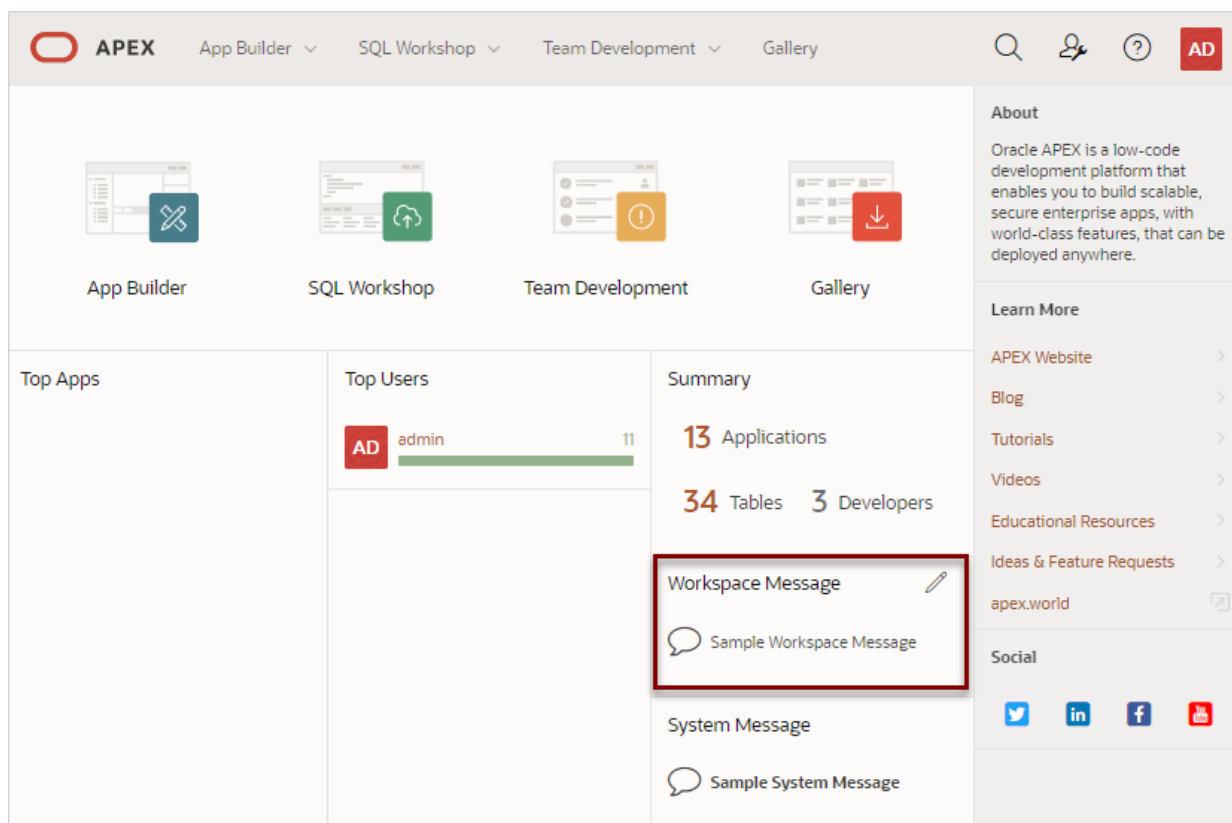 APEX App Builder SQL Workshop Team Development Gallery AD
App Builder SQL Workshop Team Development Gallery
Top Apps
Top Users
AD admin 11
Summary
13 Applications
34 Tables 3 Developers
Workspace Message
Sample Workspace Message
System Message
Sample System Message
About
Oracle APEX is a low-code
development platform that
enables you to build scalable,
secure enterprise apps, with
world-class features, that can be
deployed anywhere.
Learn More
APEX Website
Blog
Tutorials
Videos
Educational Resources
Ideas & Feature Requests
apex.world
Social